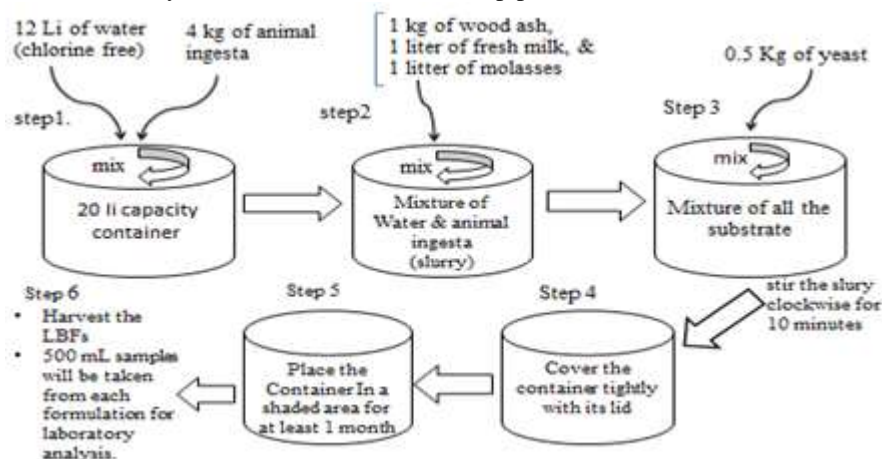 12 Li of water
(chlorine free)
4 kg of animal
ingesta
step1.
mix
20 li capacity
container
1 kg of wood ash,
1 liter of fresh milk, &
1 litter of molasses
step2
mix
Mixture of
Water & animal
ingesta
(slurry)
0.5 Kg of yeast
Step 3
mix
Mixture of all the
substrate
stir the slury
clockwise for
10 minutes
Step 4
Cover the
container tightly
with its lid
Step 5
Place the
Container In a
shaded area for
at least 1 month
Step 6
• Harvest the
LBFs
• 500 mL samples
will be taken
from each
formulation for
laboratory
analysis.